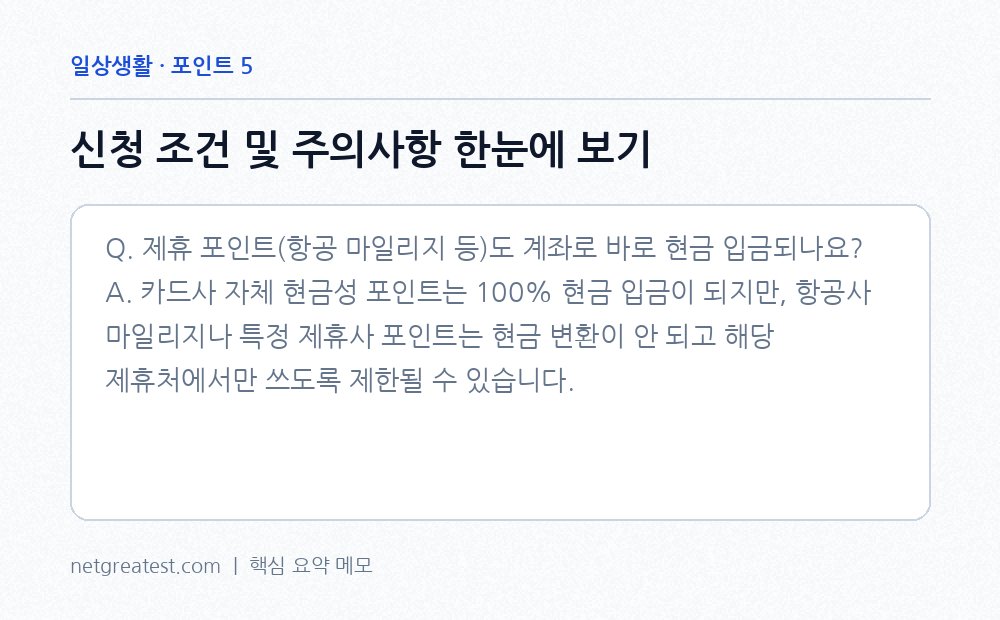 일상생활 · 포인트 5
신청 조건 및 주의사항 한눈에 보기
Q. 제휴 포인트(항공 마일리지 등)도 계좌로 바로 현금 입금되나요?
A. 카드사 자체 현금성 포인트는 100% 현금 입금이 되지만, 항공사
마일리지나 특정 제휴사 포인트는 현금 변환이 안 되고 해당
제휴처에서만 쓰도록 제한될 수 있습니다.
netgreatest.com | 핵심 요약 메모